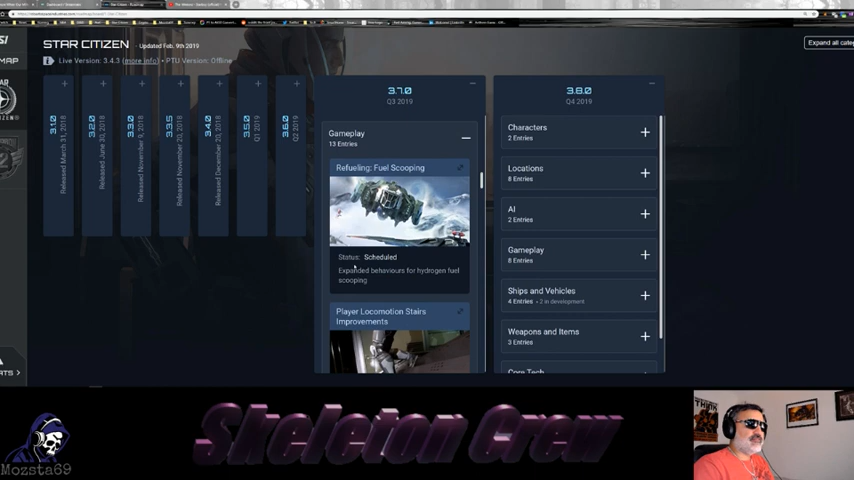 STAR CITIZEN - Updated Feb. 9th 2019
Live Version: 3.4.3 (more info) • PTU Version: Offline
Expand all cate
MAP
3.1.0
Released March 31, 2018
3.2.0
Released June 30, 2018
3.3.0
Released November 9, 2018
3.3.5
Released November 20, 2018
3.4.0
Released December 20, 2018
3.5.0
Q1 2019
3.6.0
Q2 2019
3.7.0
Q3 2019
Gameplay
13 Entries
Refueling: Fuel Scooping
Status: Scheduled
Expanded behaviours for hydrogen fuel
scooping
Player Locomotion Stairs
Improvements
3.8.0
Q4 2019
Characters
2 Entries
Locations
8 Entries
AI
2 Entries
Gameplay
8 Entries
Ships and Vehicles
4 Entries • 2 in development
Weapons and Items
3 Entries
Core Tech
Skeleton Crew
Mozsta69
THINK